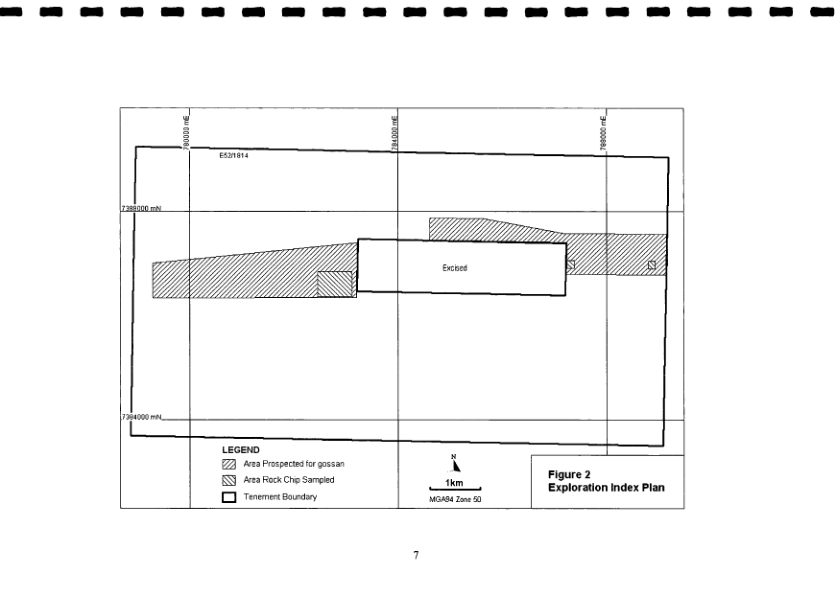 780000 mE
784000 mE
788000 mE
E52/1814
7388000 mN
Excised
7384000 mN
LEGEND
Area Prospected for gossan
Area Rock Chip Sampled
Tenement Boundary
N
1km
MGA94 Zone 50
Figure 2
Exploration Index Plan
7